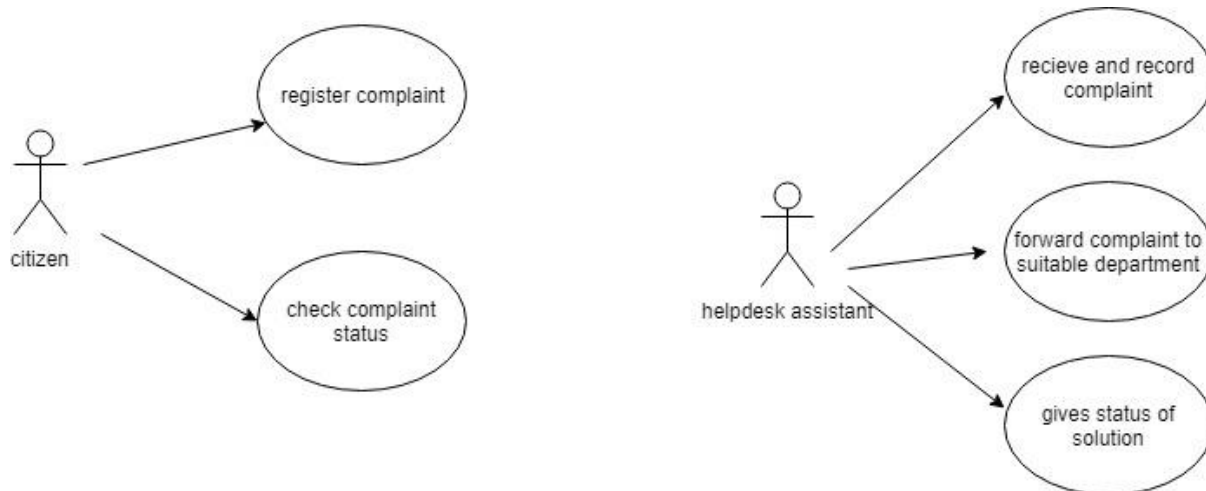 register complaint
citizen
check complaint
status
recieve and record
complaint
forward complaint to
suitable department
helpdesk assistant
gives status of
solution